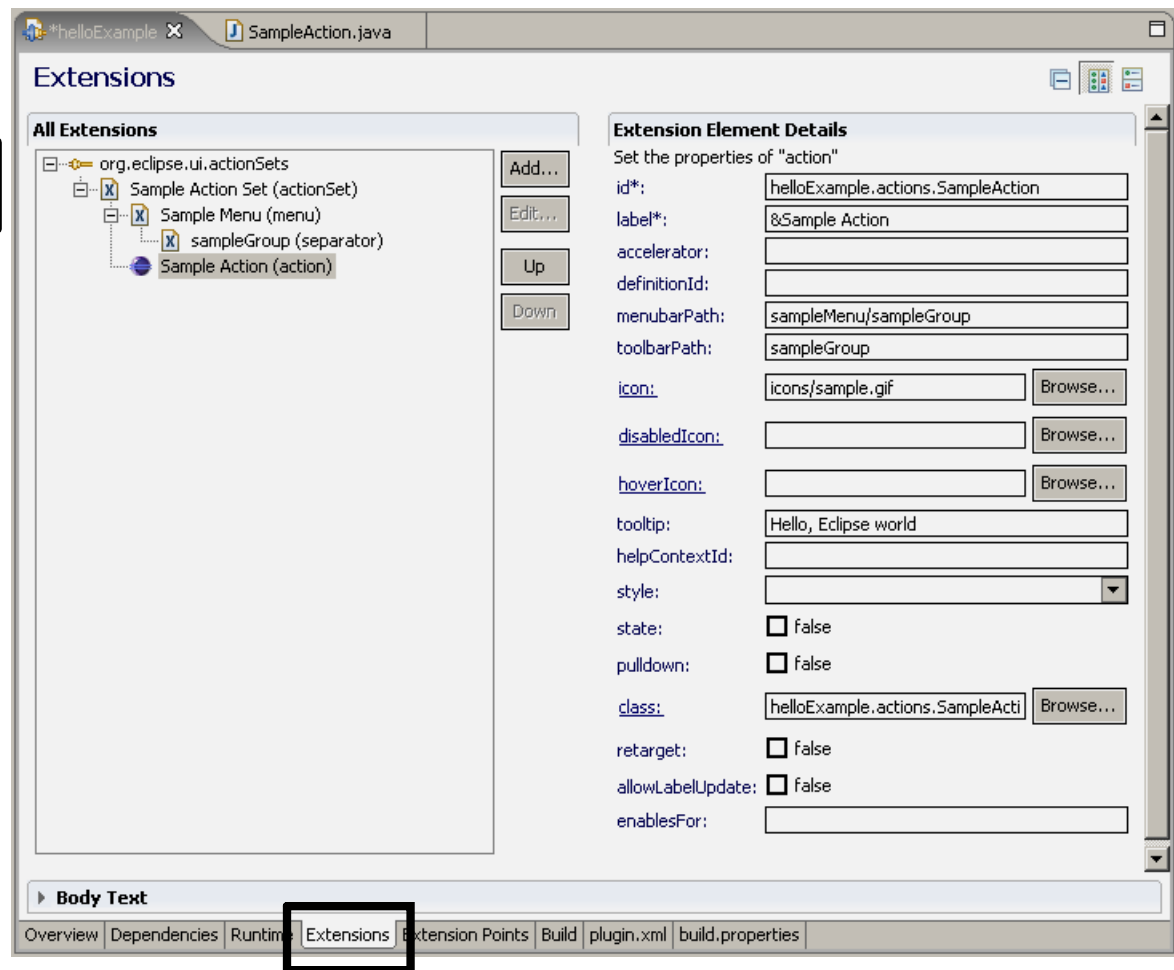 *helloExample
SampleAction.java
Extensions
All Extensions
org.eclipse.ui.actionSets
Sample Action Set (actionSet)
Sample Menu (menu)
sampleGroup (separator)
Sample Action (action)
Add...
Edit...
Up
Down
Extension Element Details
Set the properties of "action"
id*: helloExample.actions.SampleAction
label*: &Sample Action
accelerator:
definitionId:
menubarPath: sampleMenu/sampleGroup
toolbarPath: sampleGroup
icon: icons/sample.gif Browse...
disabledIcon: Browse...
hoverIcon: Browse...
tooltip: Hello, Eclipse world
helpContextId:
style:
state: false
pulldown: false
class: helloExample.actions.SampleActi Browse...
retarget: false
allowLabelUpdate: false
enablesFor:
Body Text
Overview Dependencies Runtime Extensions Extension Points Build plugin.xml build.properties